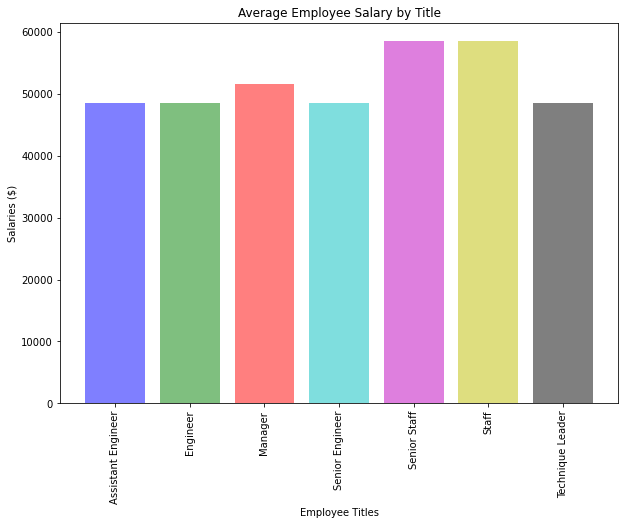 Average Employee Salary by Title
Salaries ($)
60000
50000
40000
30000
20000
10000
0
Assistant Engineer
Engineer
Manager
Senior Engineer
Senior Staff
Staff
Technique Leader
Employee Titles